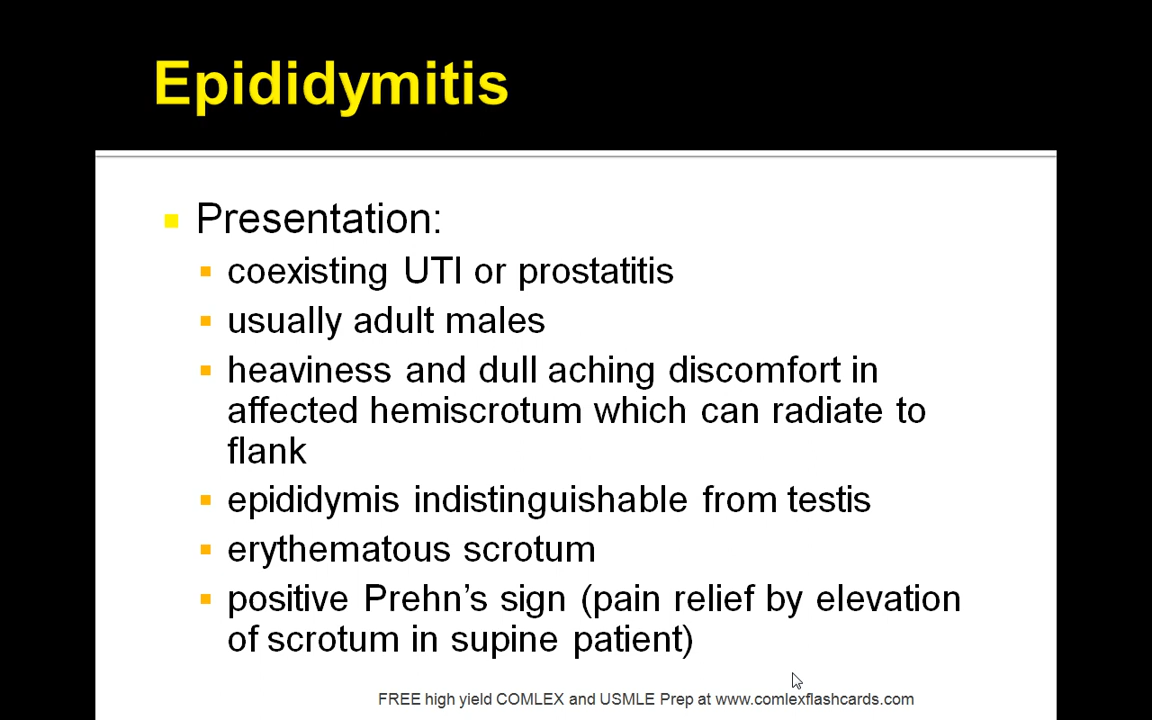 Epididymitis
Presentation:
coexisting UTI or prostatitis
usually adult males
heaviness and dull aching discomfort in
affected hemiscrotum which can radiate to
flank
epididymis indistinguishable from testis
erythematous scrotum
positive Prehn’s sign (pain relief by elevation
of scrotum in supine patient)
FREE high yield COMLEX and USMLE Prep at www.comlexflashcards.com